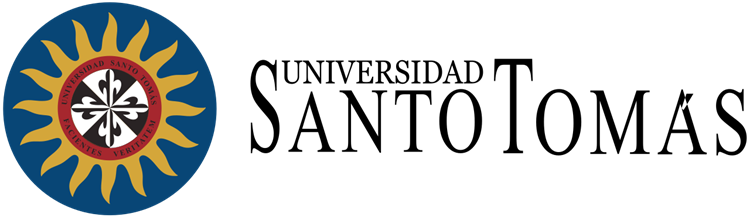 UNIVERSIDAD SANTO TOMÁS
FACIENTES VERITATEM
UNIVERSIDAD
SANTO TOMÁS